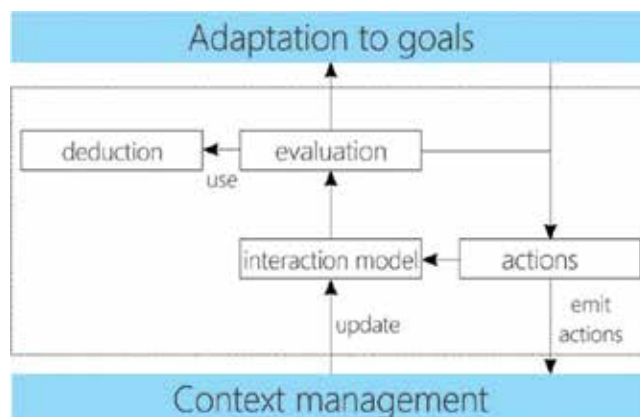 Adaptation to goals
deduction
evaluation
use
interaction model
actions
update
emit
actions
Context management